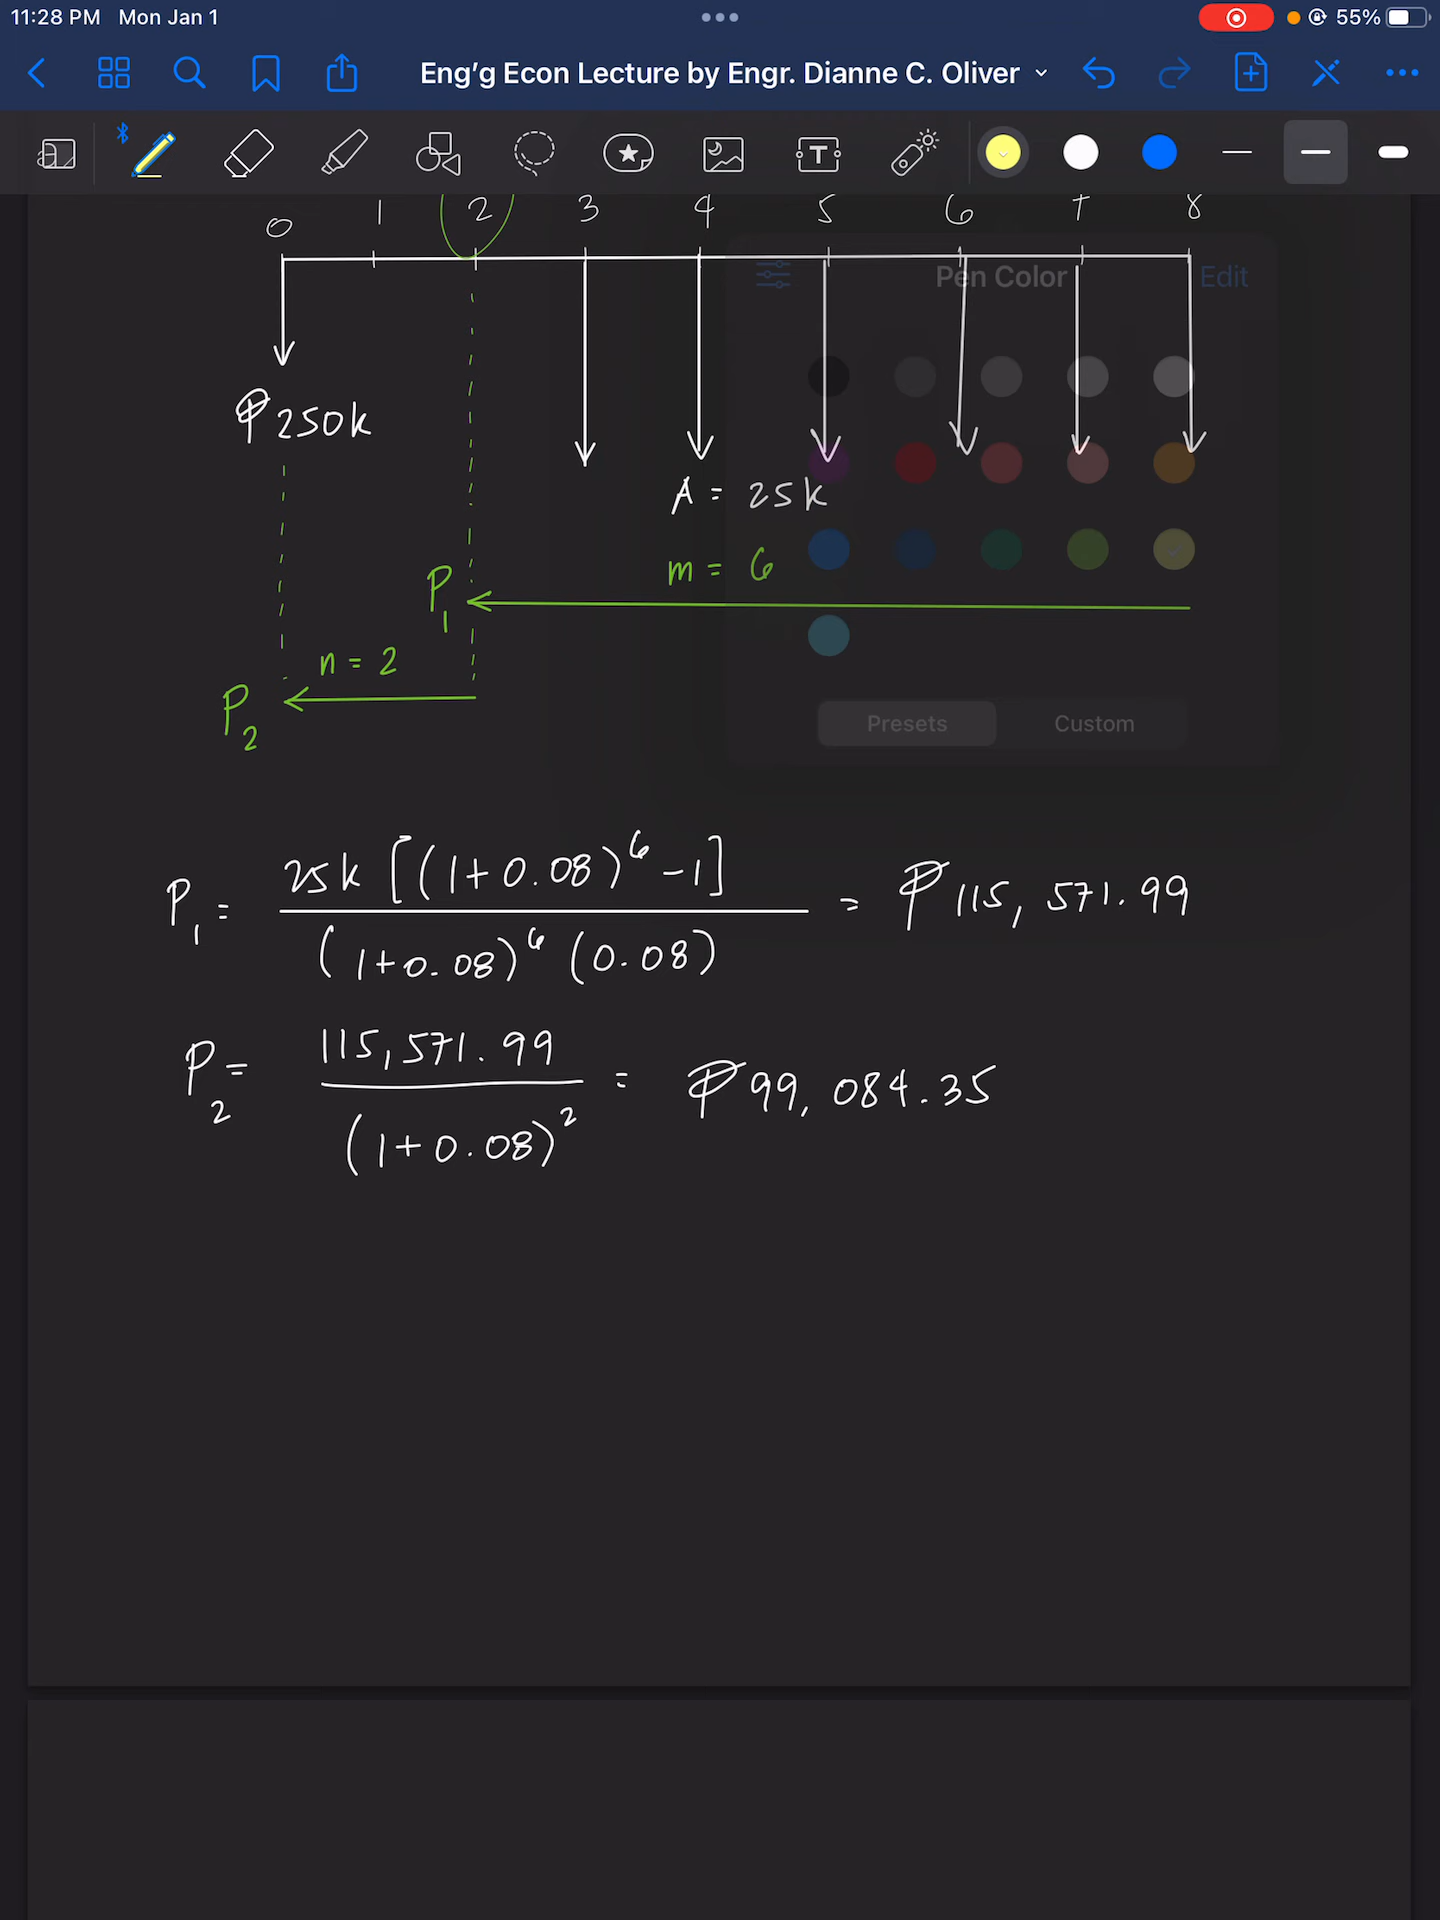 11:28 PM Mon Jan 1
55%
Eng'g Econ Lecture by Engr. Dianne C. Oliver
T
0 1 2 3 4 5 6 7 8
Pen Color Edit
₱250k
A = 25k
m = 6
P1
n = 2
P2
Presets Custom
P1 = 25k [(1+0.08)^6 -1] / (1+0.08)^6 (0.08) = ₱115,571.99
P2 = 115,571.99 / (1+0.08)^2 = ₱99,084.35